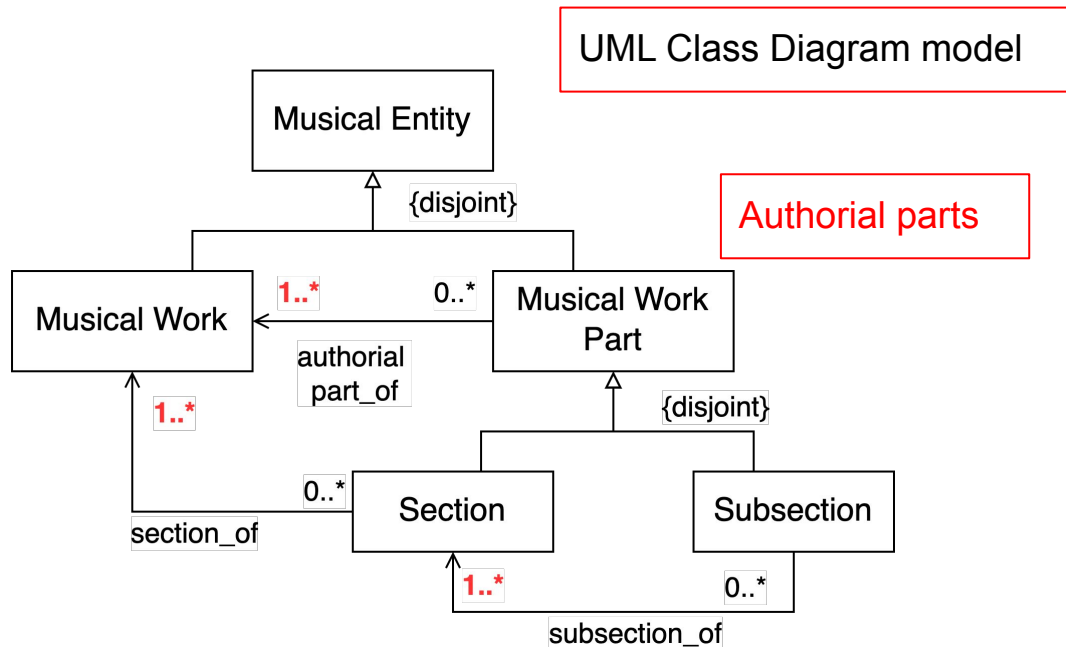 UML Class Diagram model
Musical Entity
{disjoint}
Authorial parts
Musical Work
1..*
0..*
Musical Work
Part
authorial
part_of
{disjoint}
1..*
0..*
section_of
Section
Subsection
1..*
0..*
subsection_of